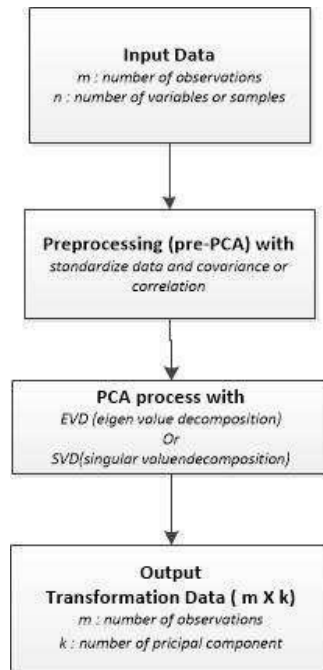 Input Data
m : number of observations
n : number of variables or samples
Preprocessing (pre-PCA) with
standardize data and covariance or
correlation
PCA process with
EVD (eigen value decomposition)
Or
SVD(singular valuendecomposition)
Output
Transformation Data ( m X k)
m : number of observations
k : number of pricipal component